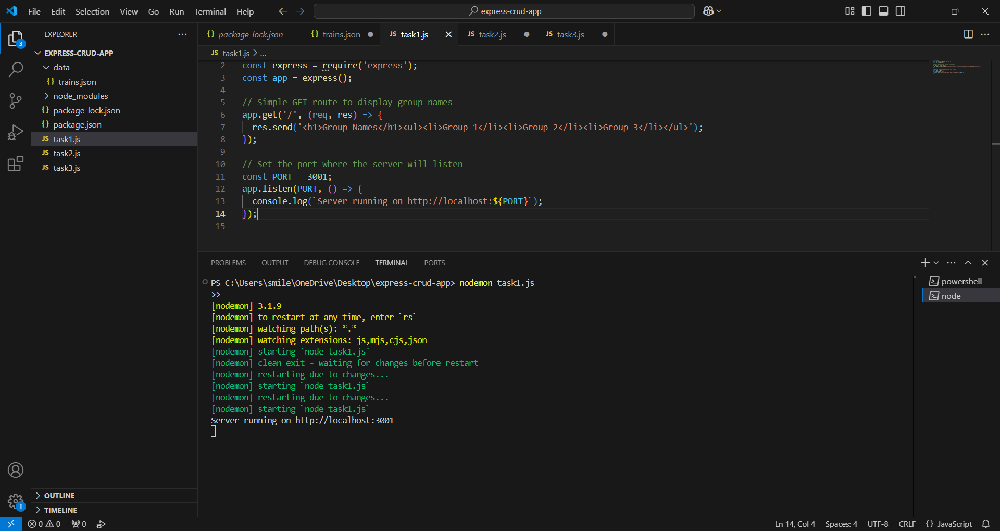 File Edit Selection View Go Run Terminal Help
express-crud-app
EXPLORER
EXPRESS-CRUD-APP
data
{} trains.json
node_modules
{} package-lock.json
{} package.json
JS task1.js
JS task2.js
JS task3.js
OUTLINE
TIMELINE
3
1
{} package-lock.json
{} trains.json
JS task1.js
JS task2.js
JS task3.js
JS task1.js > ...
2 const express = require('express');
3 const app = express();
4
5 // Simple GET route to display group names
6 app.get('/', (req, res) => {
7 res.send('<h1>Group Names</h1><ul><li>Group 1</li><li>Group 2</li><li>Group 3</li></ul>');
8 });
9
10 // Set the port where the server will listen
11 const PORT = 3001;
12 app.listen(PORT, () => {
13 console.log(`Server running on http://localhost:${PORT}`);
14 });
15
PROBLEMS OUTPUT DEBUG CONSOLE TERMINAL PORTS
PS C:\Users\smile\OneDrive\Desktop\express-crud-app> nodemon task1.js
>>
[nodemon] 3.1.9
[nodemon] to restart at any time, enter `rs`
[nodemon] watching path(s): *.*
[nodemon] watching extensions: js,mjs,cjs,json
[nodemon] starting `node task1.js`
[nodemon] clean exit - waiting for changes before restart
[nodemon] restarting due to changes...
[nodemon] starting `node task1.js`
[nodemon] restarting due to changes...
[nodemon] starting `node task1.js`
Server running on http://localhost:3001
powershell
node
0 0 0
Ln 14, Col 4 Spaces: 4 UTF-8 CRLF {} JavaScript